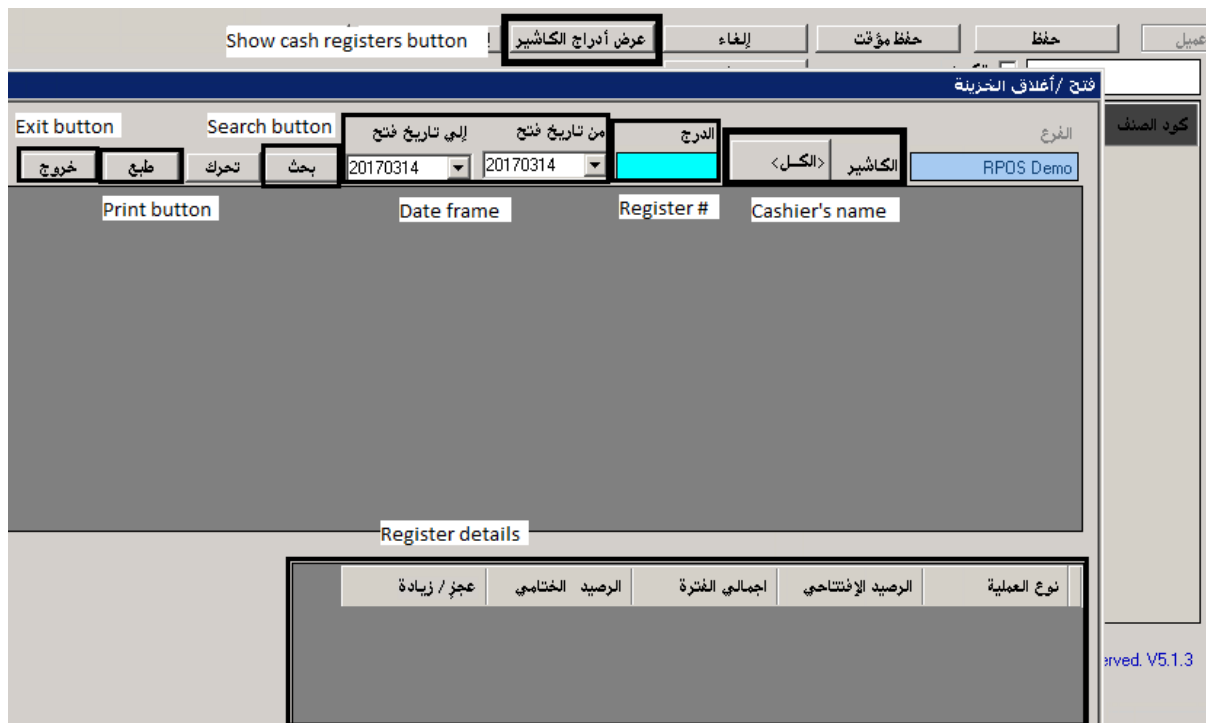 Show cash registers button
عرض أدراج الكاشير
إلغاء
حفظ مؤقت
حفظ
عميل
فتح /أغلاق الخزينة
Exit button
Search button
إلي تاريخ فتح
من تاريخ فتح
الدرج
الفرع
كود الصنف
خروج
طبع
تحرك
بحث
20170314
20170314
<الكل>
الكاشير
RPOS Demo
Print button
Date frame
Register #
Cashier's name
Register details
نوع العملية
الرصيد الإفتتاحي
اجمالي الفترة
الرصيد الختامي
عجز / زيادة
erved. V5.1.3